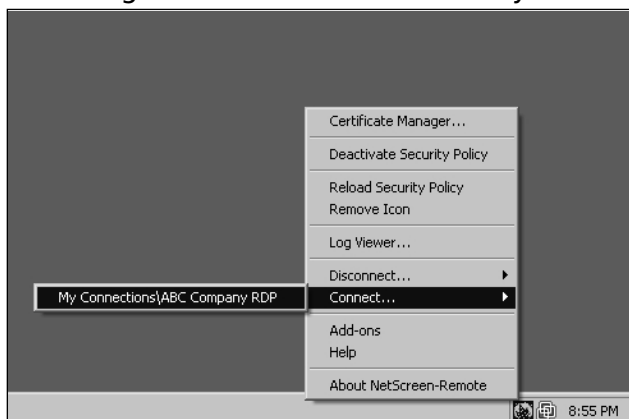 Certificate Manager...
Deactivate Security Policy
Reload Security Policy
Remove Icon
Log Viewer...
Disconnect...
My Connections\ABC Company RDP
Connect...
Add-ons
Help
About NetScreen-Remote
8:55 PM